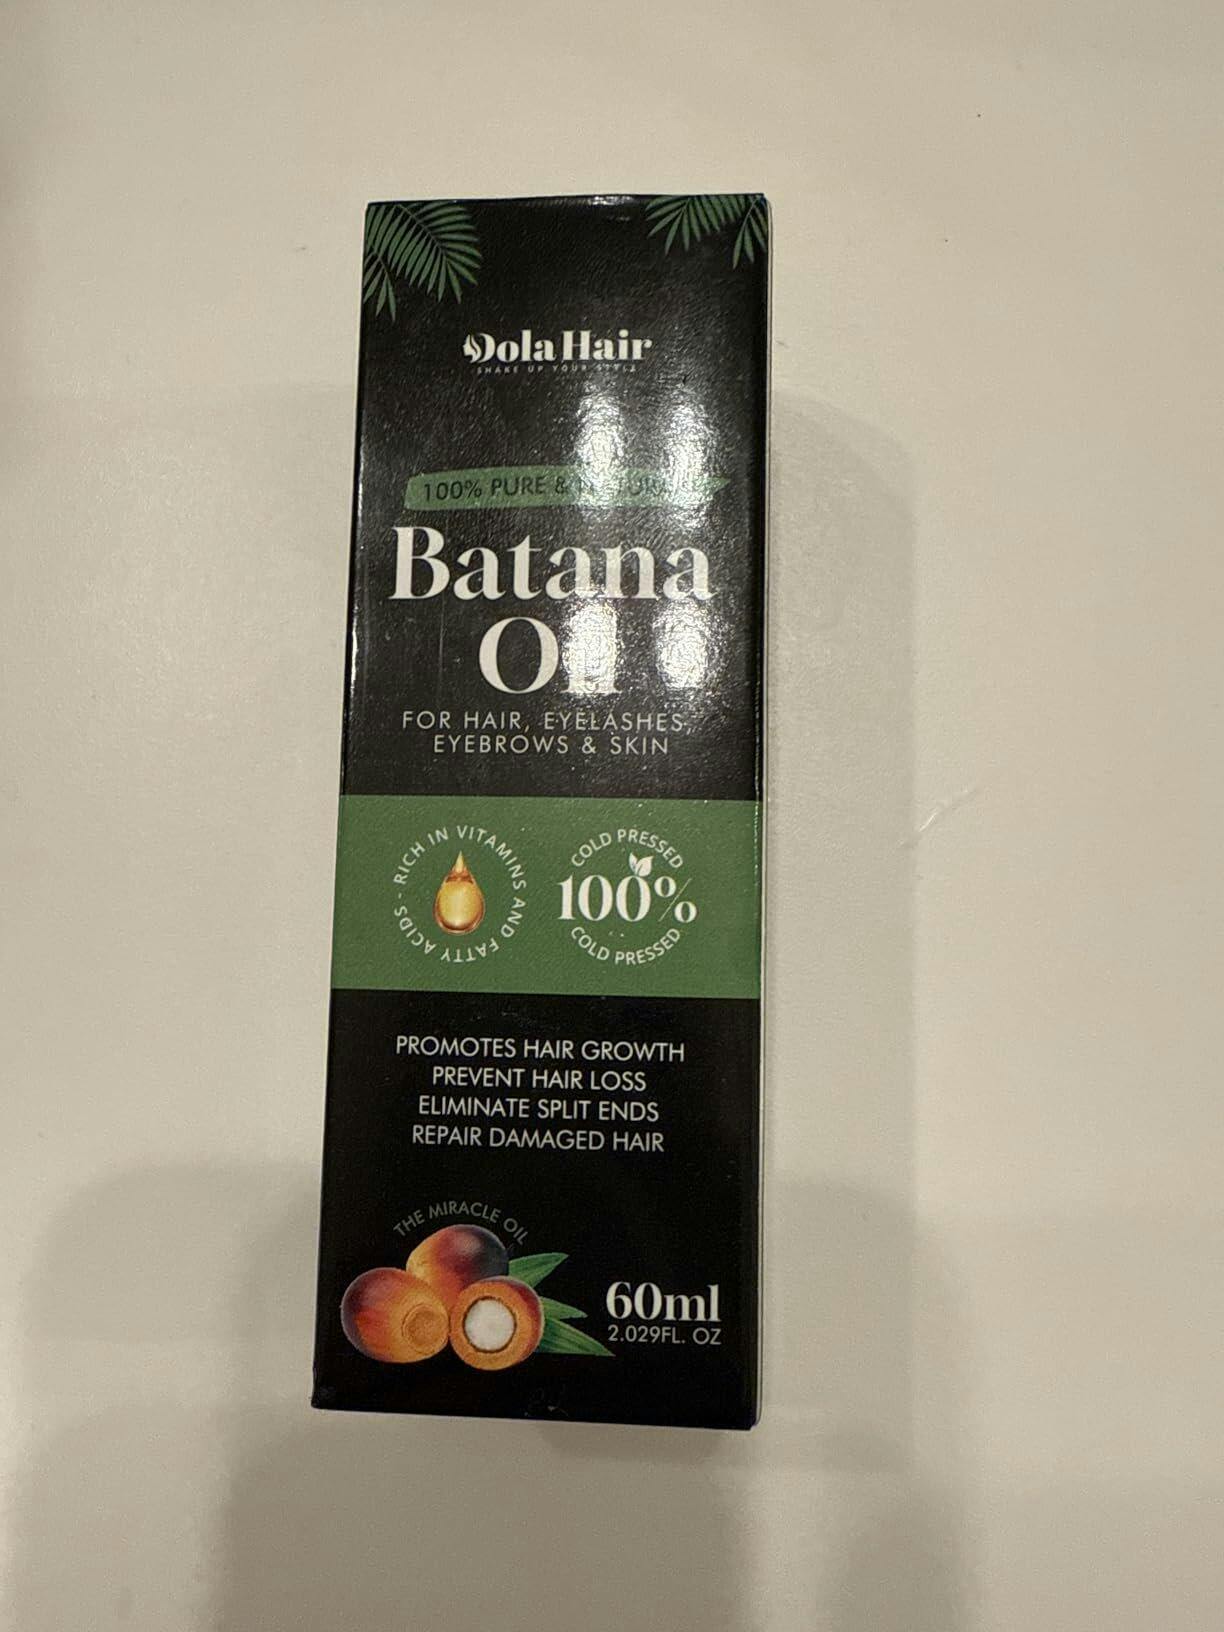 Dola Hair
SHAKE UP YOUR STYLE
100% PURE & NATURAL
Batana
Oil
FOR HAIR, EYELASHES,
EYEBROWS & SKIN
RICH IN VITAMINS AND FATTY ACIDS -
COLD PRESSED
100%
COLD PRESSED
PROMOTES HAIR GROWTH
PREVENT HAIR LOSS
ELIMINATE SPLIT ENDS
REPAIR DAMAGED HAIR
THE MIRACLE OIL
60ml
2.029FL. OZ